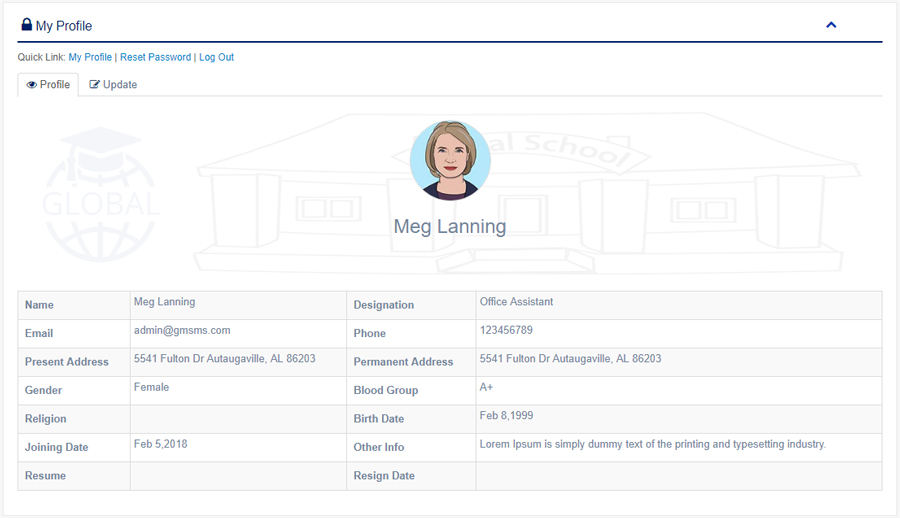 My Profile
Quick Link: My Profile | Reset Password | Log Out
Profile Update
School
GLOBAL
Meg Lanning
Name Meg Lanning Designation Office Assistant
Email admin@gmsms.com Phone 123456789
Present Address 5541 Fulton Dr Autaugaville, AL 86203 Permanent Address 5541 Fulton Dr Autaugaville, AL 86203
Gender Female Blood Group A+
Religion Birth Date Feb 8,1999
Joining Date Feb 5,2018 Other Info Lorem Ipsum is simply dummy text of the printing and typesetting industry.
Resume Resign Date